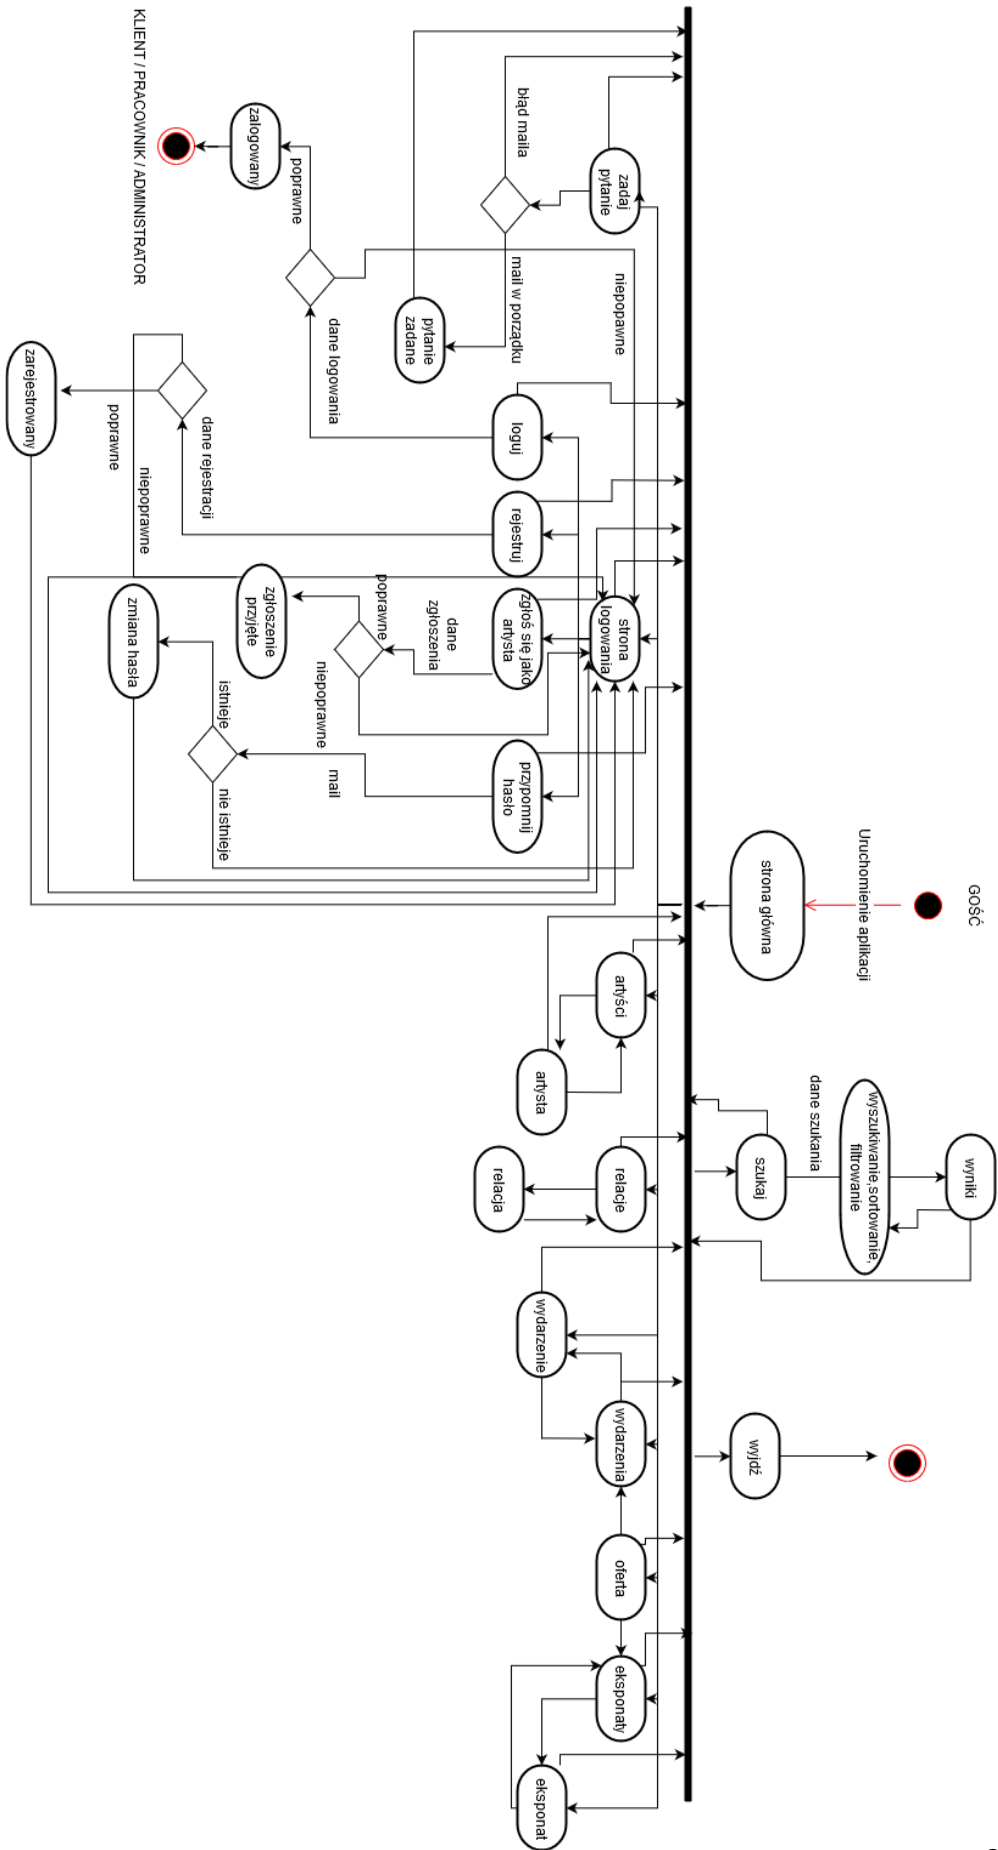 GOŚĆ
Uruchomienie aplikacji
strona główna
wyniki
wyszukiwanie,sortowanie,
filtrowanie
dane szukania
szukaj
wyjdź
zadaj
pytanie
błąd maila
mail w porządku
pytanie
zadane
niepopawne
strona
logowania
loguj
rejestruj
zgłoś się jako
artysta
przypomnij
hasło
dane logowania
poprawne
zalogowany
KLIENT / PRACOWNIK / ADMINISTRATOR
dane rejestracji
poprawne
niepoprawne
zarejestrowany
dane
zgłoszenia
poprawne
niepoprawne
zgłoszenie
przyjęte
mail
istnieje
nie istnieje
zmiana hasła
artyści
artysta
relacje
relacja
wydarzenie
wydarzenia
oferta
eksponaty
eksponat